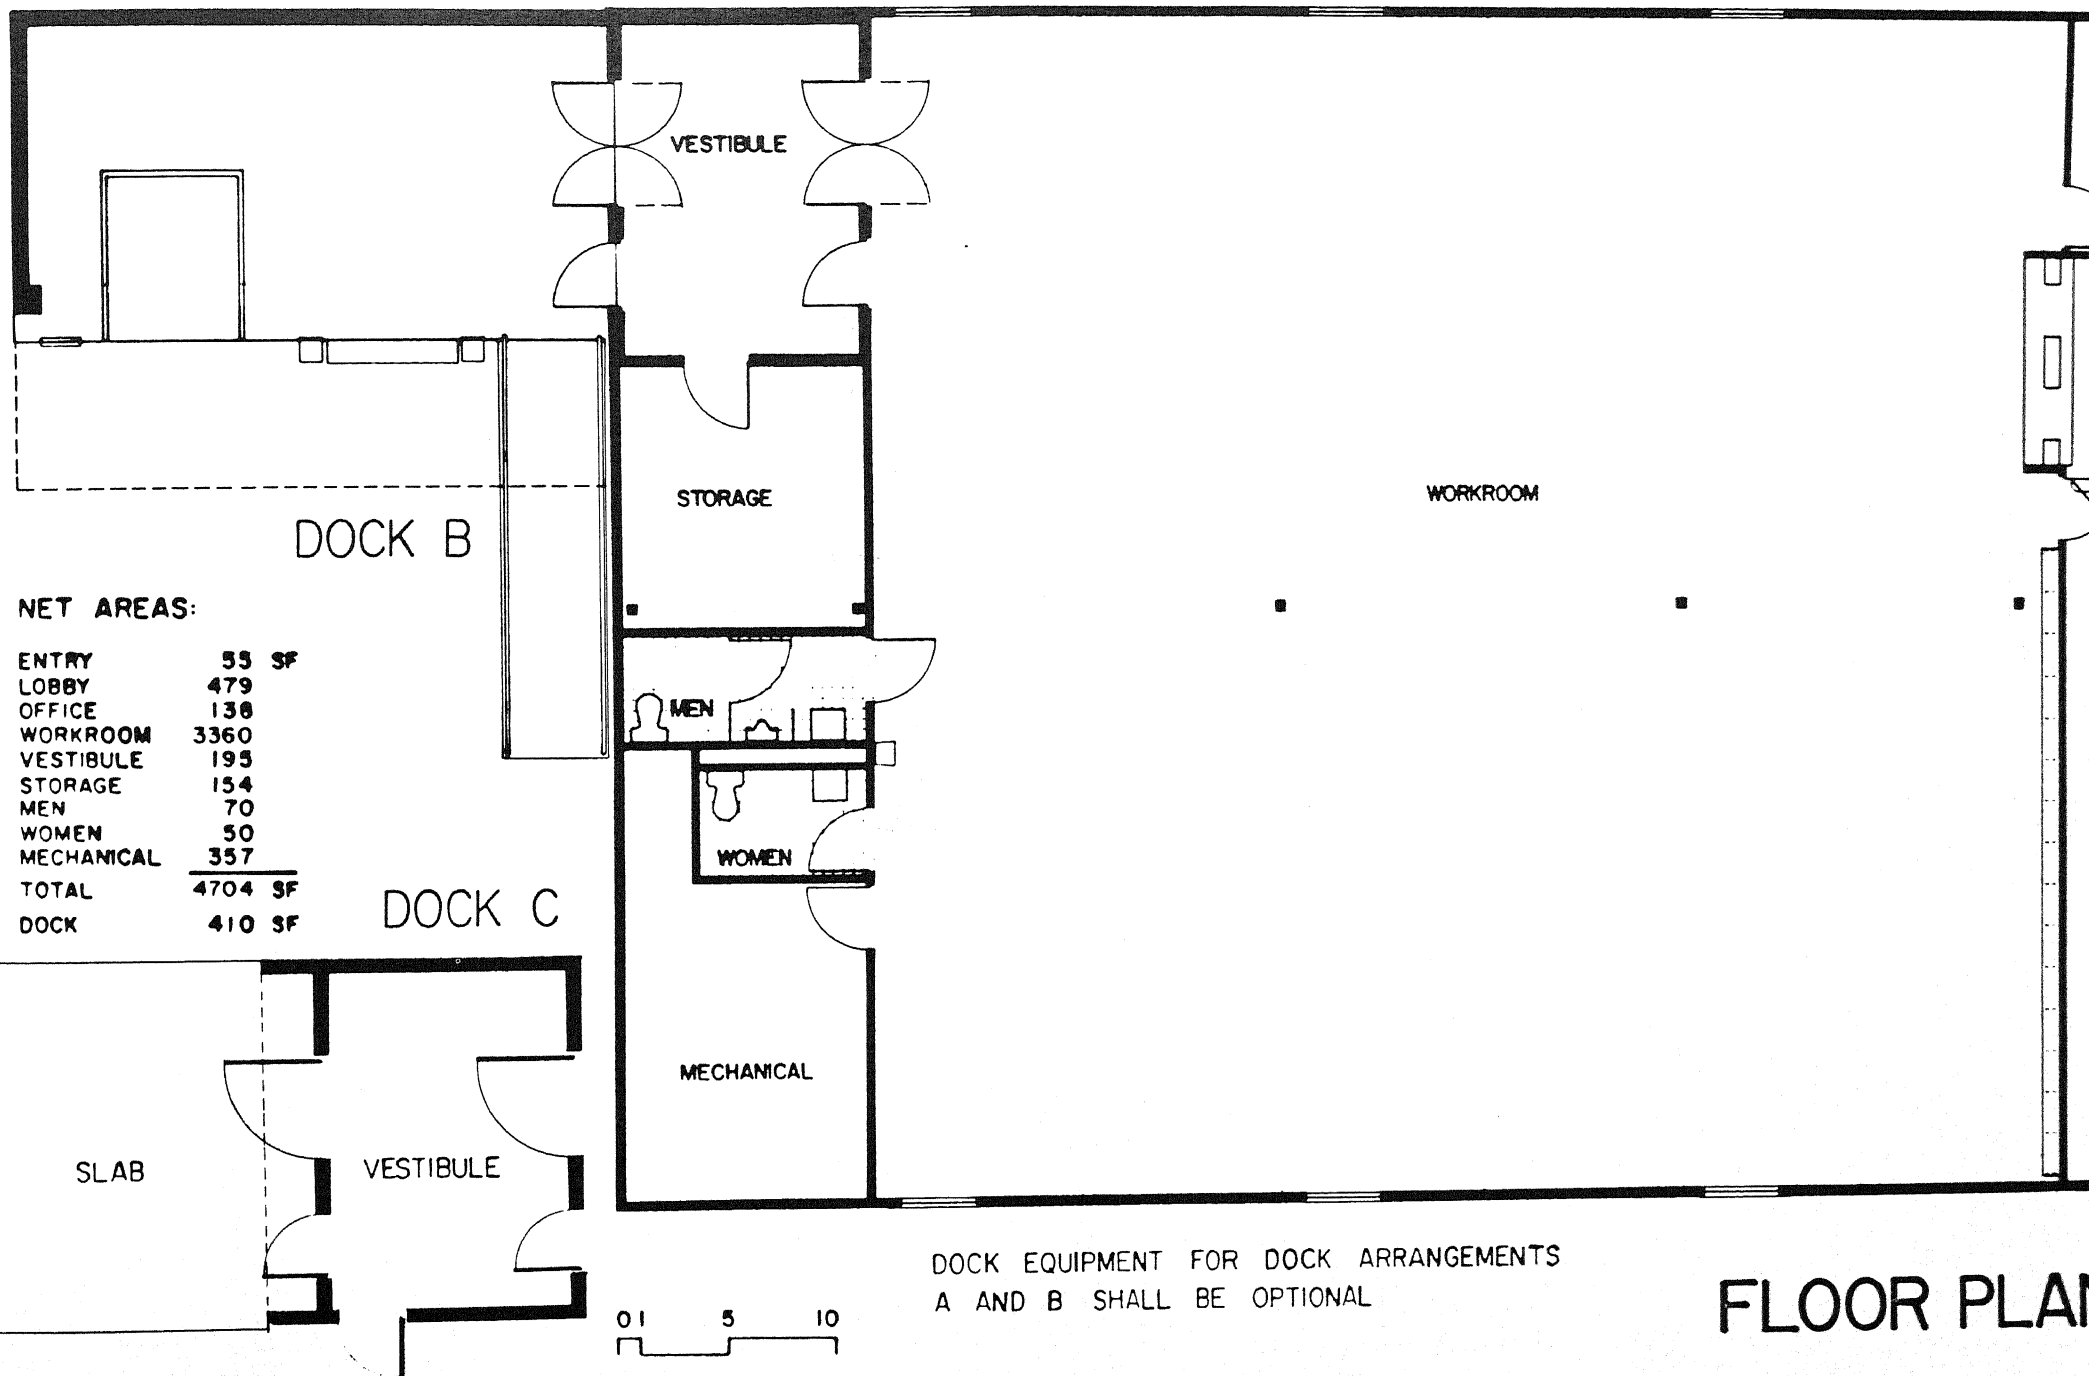 VESTIBULE
STORAGE
WORKROOM
DOCK B
NET AREAS:
ENTRY 55 SF
LOBBY 479
OFFICE 138
WORKROOM 3360
VESTIBULE 195
STORAGE 154
MEN 70
WOMEN 50
MECHANICAL 357
TOTAL 4704 SF
DOCK 410 SF
MEN
WOMEN
DOCK C
MECHANICAL
SLAB
VESTIBULE
DOCK EQUIPMENT FOR DOCK ARRANGEMENTS
A AND B SHALL BE OPTIONAL
0 1 5 10
FLOOR PLAN